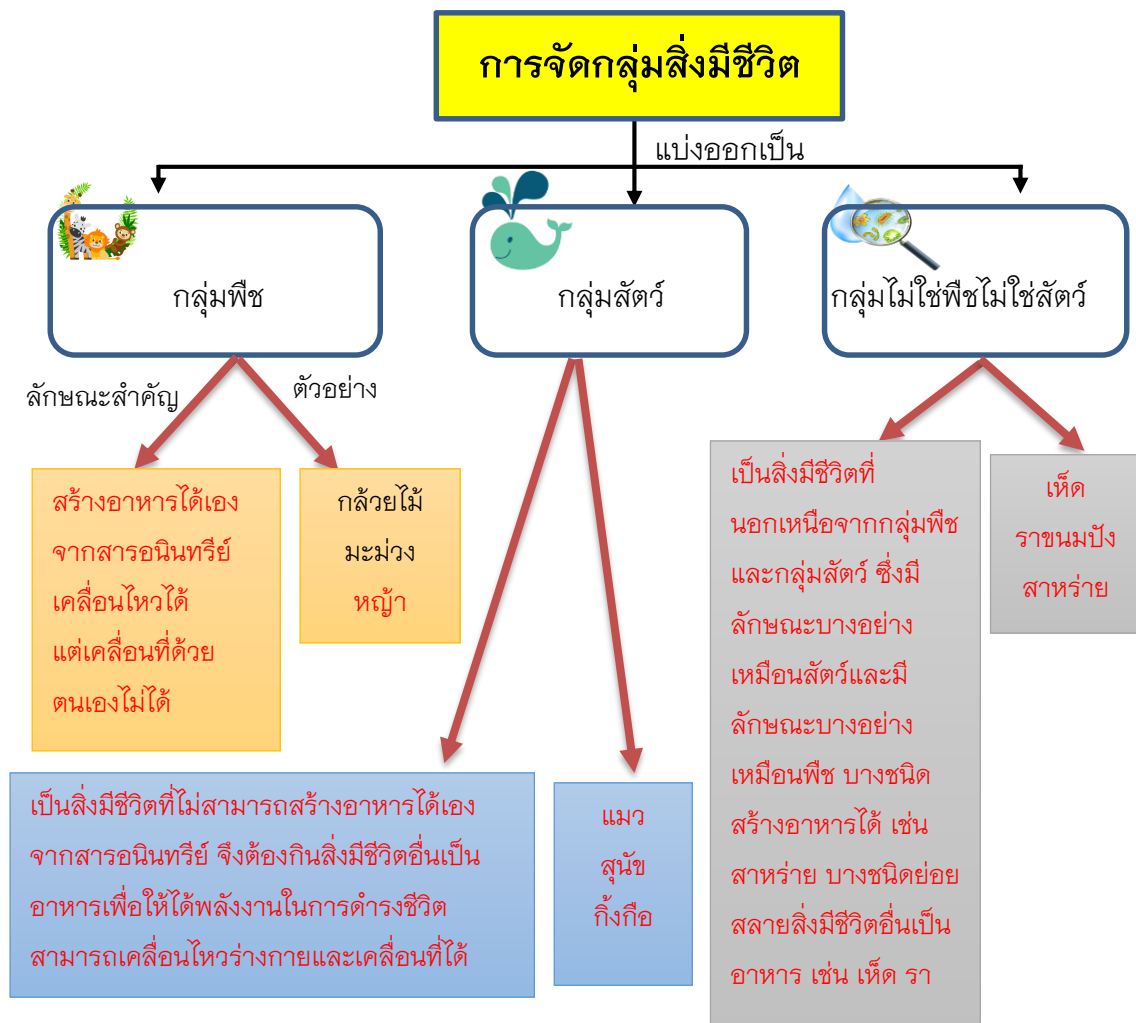 การจัดกลุ่มสิ่งมีชีวิต
แบ่งออกเป็น
กลุ่มพืช
กลุ่มสัตว์
กลุ่มไม่ใช่พืชไม่ใช่สัตว์
ลักษณะสำคัญ
ตัวอย่าง
สร้างอาหารได้เอง
จากสารอนินทรีย์
เคลื่อนไหวได้
แต่เคลื่อนที่ด้วย
ตนเองไม่ได้
กล้วยไม้
มะม่วง
หญ้า
เป็นสิ่งมีชีวิตที่ไม่สามารถสร้างอาหารได้เอง
จากสารอนินทรีย์ จึงต้องกินสิ่งมีชีวิตอื่นเป็น
อาหารเพื่อให้ได้พลังงานในการดำรงชีวิต
สามารถเคลื่อนไหวร่างกายและเคลื่อนที่ได้
แมว
สุนัข
กิ้งกือ
เป็นสิ่งมีชีวิตที่
นอกเหนือจากกลุ่มพืช
และกลุ่มสัตว์ ซึ่งมี
ลักษณะบางอย่าง
เหมือนสัตว์และมี
ลักษณะบางอย่าง
เหมือนพืช บางชนิด
สร้างอาหารได้ เช่น
สาหร่าย บางชนิดย่อย
สลายสิ่งมีชีวิตอื่นเป็น
อาหาร เช่น เห็ด รา
เห็ด
ราขนมปัง
สาหร่าย